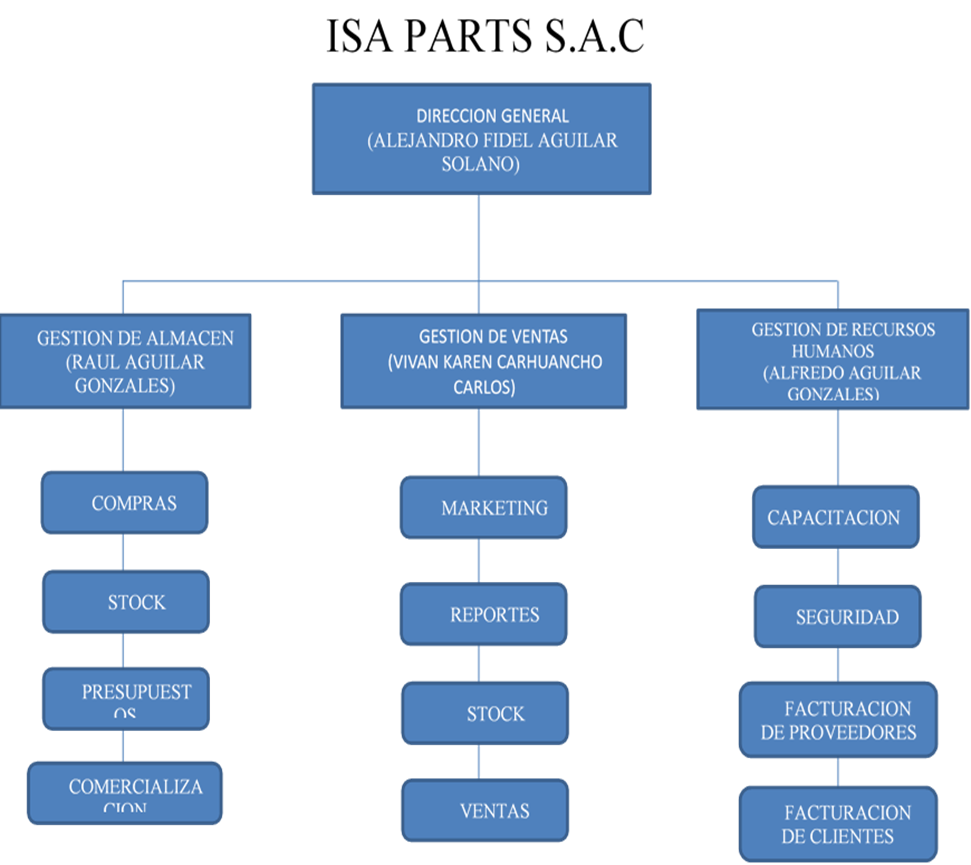 ISA PARTS S.A.C
DIRECCION GENERAL
(ALEJANDRO FIDEL AGUILAR
SOLANO)
GESTION DE ALMACEN
(RAUL AGUILAR
GONZALES)
GESTION DE VENTAS
(VIVAN KAREN CARHUANCHO
CARLOS)
GESTION DE RECURSOS
HUMANOS
(ALFREDO AGUILAR
GONZALES)
COMPRAS
STOCK
PRESUPUEST
OS
COMERCIALIZA
CION
MARKETING
REPORTES
STOCK
VENTAS
CAPACITACION
SEGURIDAD
FACTURACION
DE PROVEEDORES
FACTURACION
DE CLIENTES